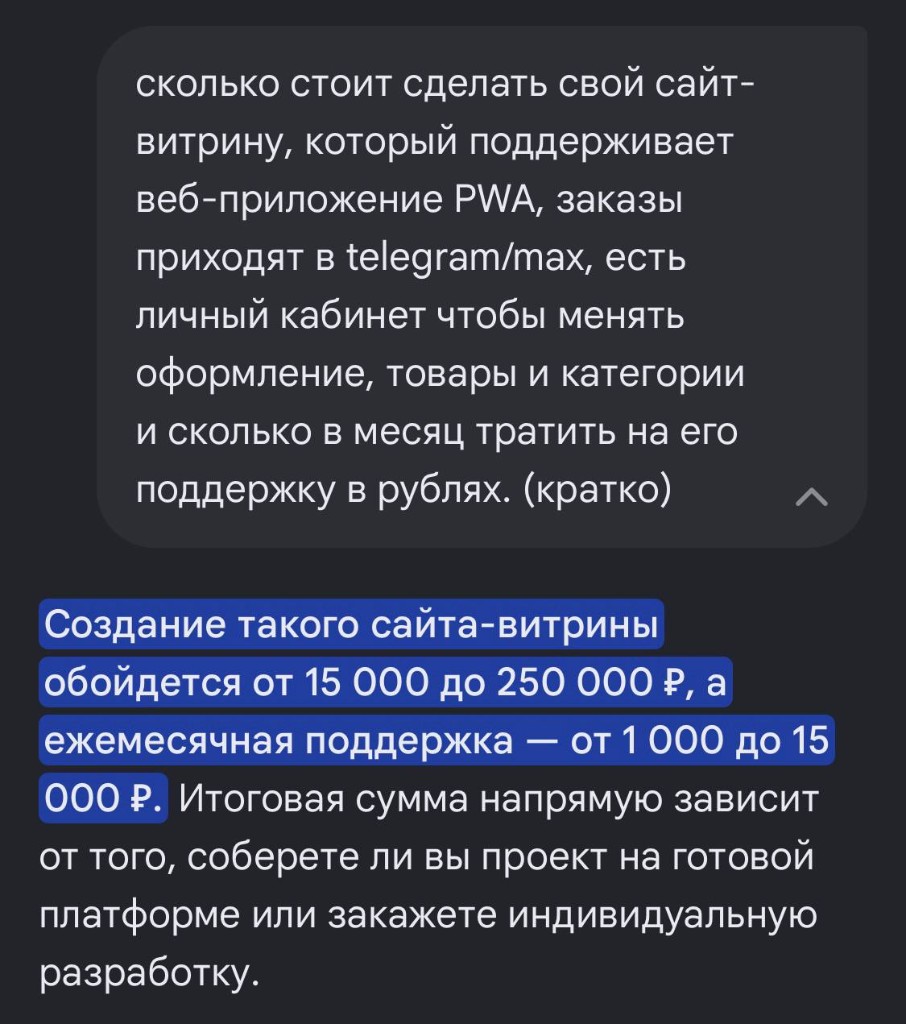 сколько стоит сделать свой сайт-
витрину, который поддерживает
веб-приложение PWA, заказы
приходят в telegram/max, есть
личный кабинет чтобы менять
оформление, товары и категории
и сколько в месяц тратить на его
поддержку в рублях. (кратко)
Создание такого сайта-витрины
обойдется от 15 000 до 250 000 ₽, а
ежемесячная поддержка — от 1 000 до 15
000 ₽. Итоговая сумма напрямую зависит
от того, соберете ли вы проект на готовой
платформе или закажете индивидуальную
разработку.